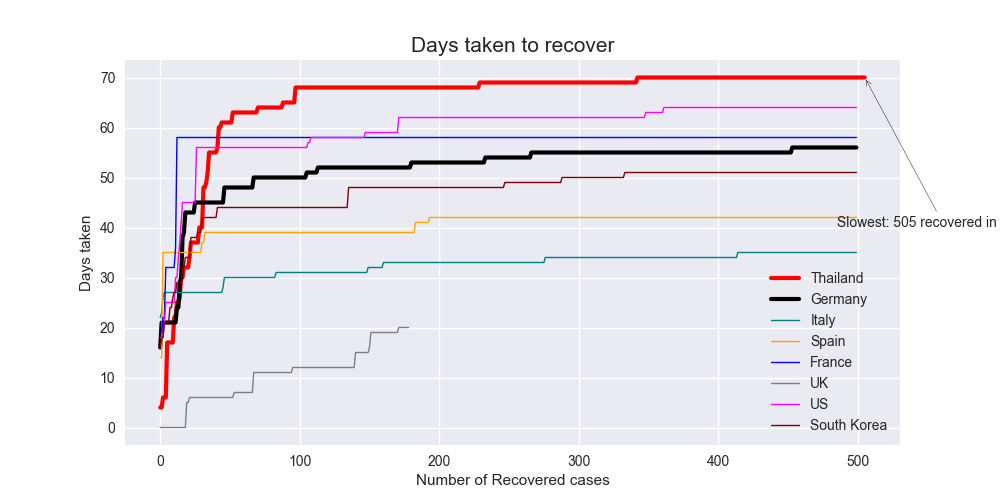 Days taken to recover
Days taken
70
60
50
40
30
20
10
0
Slowest: 505 recovered in
Thailand
Germany
Italy
Spain
France
UK
US
South Korea
0 100 200 300 400 500
Number of Recovered cases